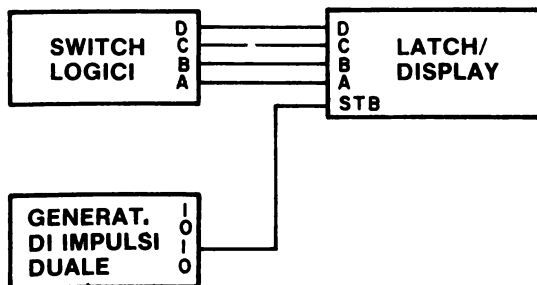 SWITCH
LOGICI
D
C
B
A
D
C
B
A
STB
LATCH/
DISPLAY
GENERAT.
DI IMPULSI
DUALE
I
O
I
O